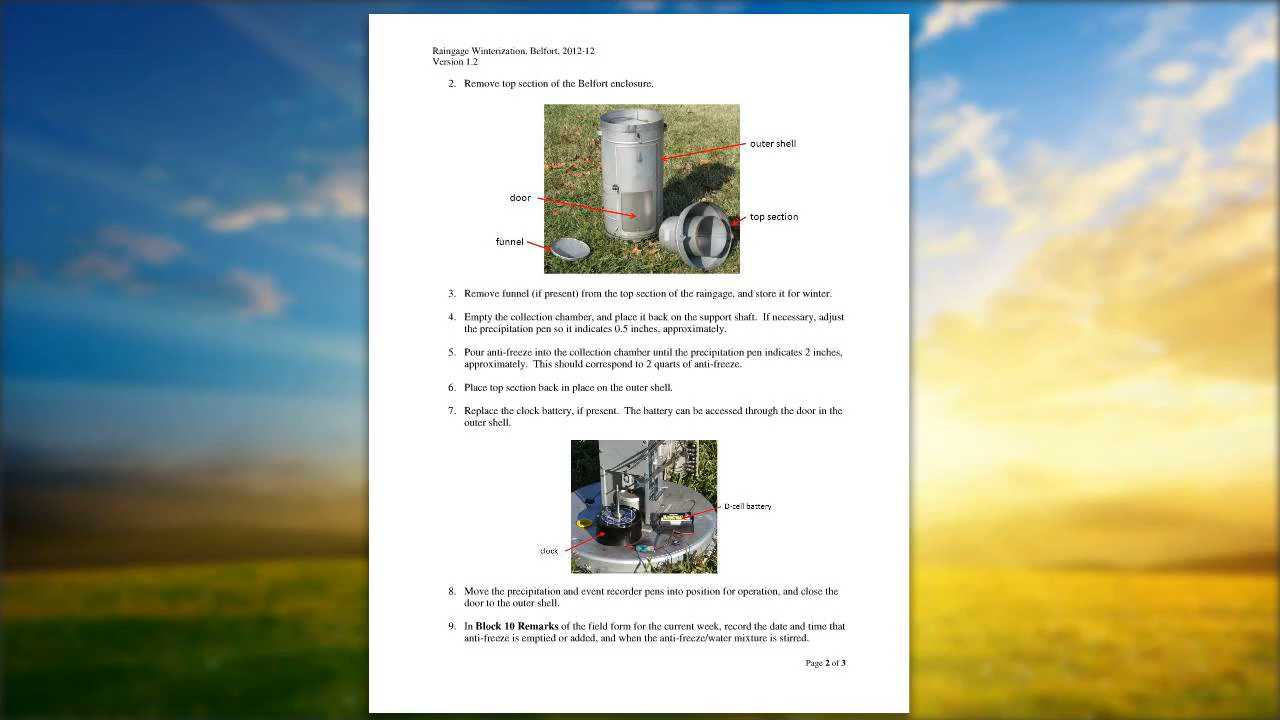 Raingage Winterization, Belfort, 2012-12
Version 1.2
2. Remove top section of the Belfort enclosure.
outer shell
door
top section
funnel
3. Remove funnel (if present) from the top section of the raingage, and store it for winter.
4. Empty the collection chamber, and place it back on the support shaft. If necessary, adjust
the precipitation pen so it indicates 0.5 inches, approximately.
5. Pour anti-freeze into the collection chamber until the precipitation pen indicates 2 inches,
approximately. This should correspond to 2 quarts of anti-freeze.
6. Place top section back in place on the outer shell.
7. Replace the clock battery, if present. The battery can be accessed through the door in the
outer shell.
D-cell battery
clock
8. Move the precipitation and event recorder pens into position for operation, and close the
door to the outer shell.
9. In Block 10 Remarks of the field form for the current week, record the date and time that
anti-freeze is emptied or added, and when the anti-freeze/water mixture is stirred.
Page 2 of 3